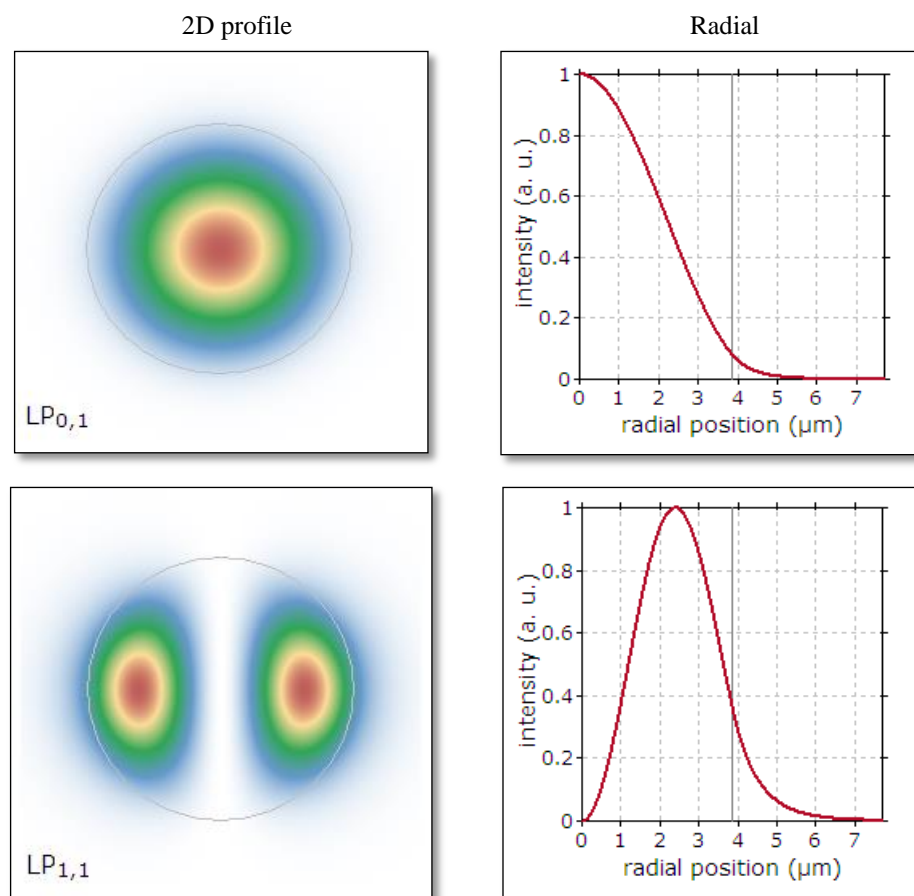 2D profile
Radial
LP0,1
intensity (a. u.)
1
0.8
0.6
0.4
0.2
0
0 1 2 3 4 5 6 7
radial position (μm)
LP1,1
intensity (a. u.)
1
0.8
0.6
0.4
0.2
0
0 1 2 3 4 5 6 7
radial position (μm)